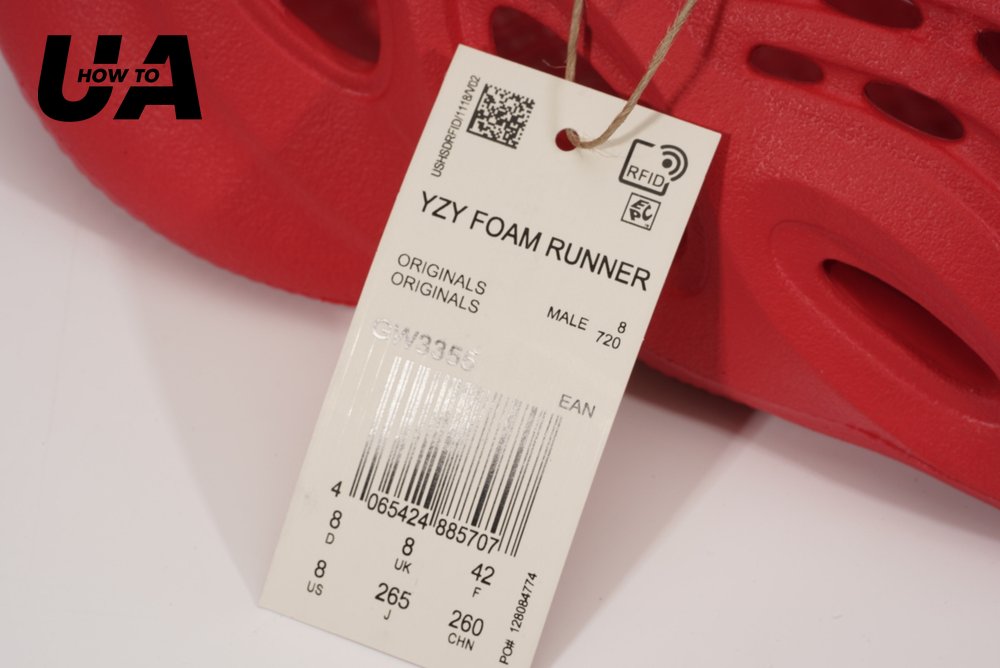 UA
HOW TO
USHSDRFID/1118/V02
RFID
EPC
YZY FOAM RUNNER
ORIGINALS
ORIGINALS
MALE 8
720
GW3355
EAN
4 065424 885707
8
D
8
UK
42
F
8
US
265
J
260
CHN
PO# 128084774